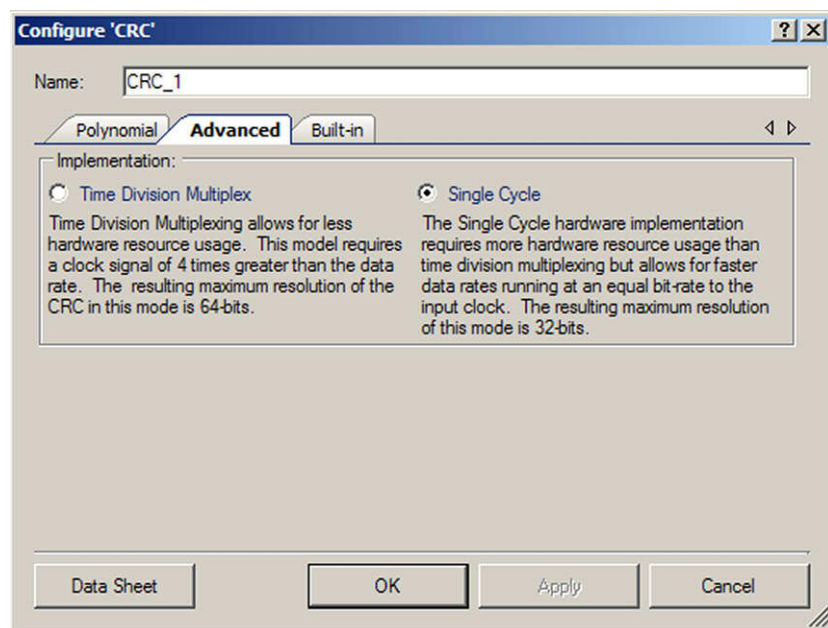 Configure 'CRC'
Name: CRC_1
Polynomial Advanced Built-in
Implementation:
Time Division Multiplex
Time Division Multiplexing allows for less
hardware resource usage. This model requires
a clock signal of 4 times greater than the data
rate. The resulting maximum resolution of the
CRC in this mode is 64-bits.
Single Cycle
The Single Cycle hardware implementation
requires more hardware resource usage than
time division multiplexing but allows for faster
data rates running at an equal bit-rate to the
input clock. The resulting maximum resolution
of this mode is 32-bits.
Data Sheet OK Apply Cancel